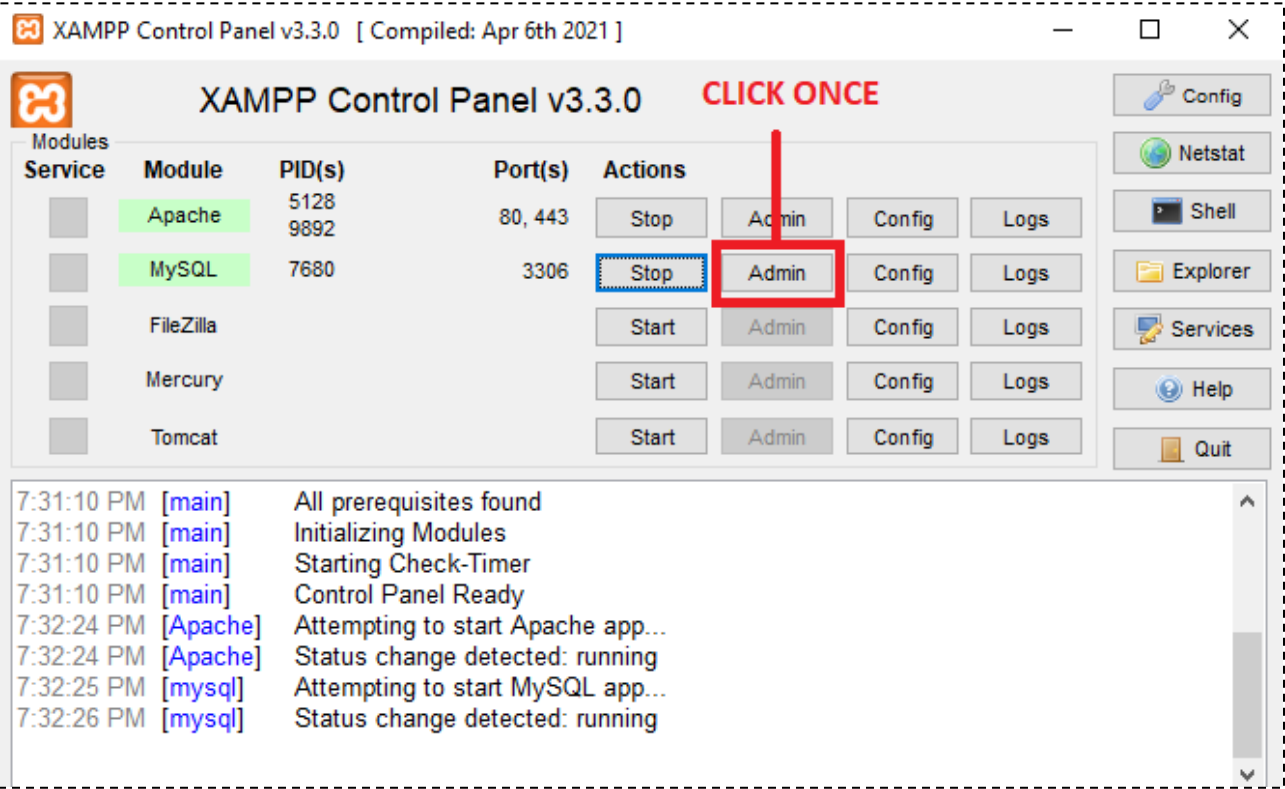 XAMPP Control Panel v3.3.0 [ Compiled: Apr 6th 2021 ]
XAMPP Control Panel v3.3.0
CLICK ONCE
Config
Modules
Service Module PID(s) Port(s) Actions
Netstat
Apache 5128 9892 80, 443 Stop Admin Config Logs
Shell
MySQL 7680 3306 Stop Admin Config Logs
Explorer
FileZilla Start Admin Config Logs
Services
Mercury Start Admin Config Logs
Help
Tomcat Start Admin Config Logs
Quit
7:31:10 PM [main] All prerequisites found
7:31:10 PM [main] Initializing Modules
7:31:10 PM [main] Starting Check-Timer
7:31:10 PM [main] Control Panel Ready
7:32:24 PM [Apache] Attempting to start Apache app...
7:32:24 PM [Apache] Status change detected: running
7:32:25 PM [mysql] Attempting to start MySQL app...
7:32:26 PM [mysql] Status change detected: running